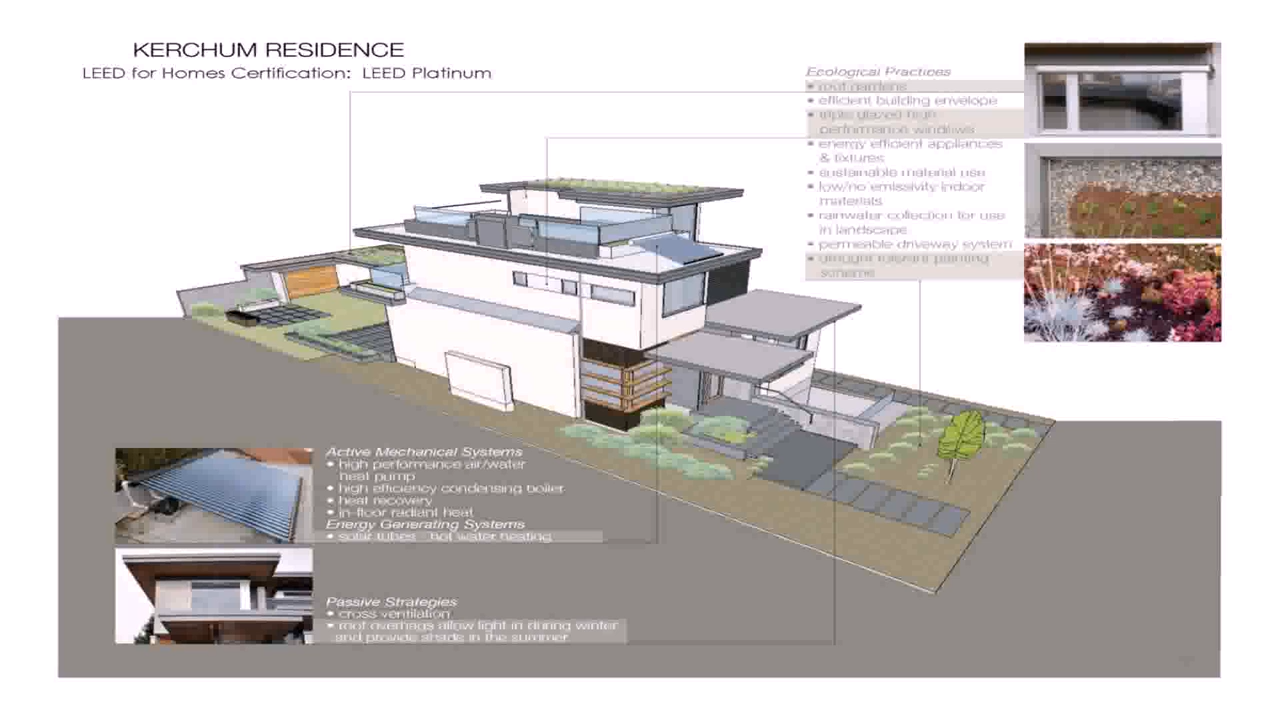 KERCHUM RESIDENCE
LEED for Homes Certification: LEED Platinum
Ecological Practices
• roof gardens
• efficient building envelope
• triple glazed high
performance windows
• energy efficient appliances
& fixtures
• sustainable material use
• low/no emissivity indoor
materials
• rainwater collection for use
in landscape
• permeable driveway system
• drought tolerant planting
scheme
Active Mechanical Systems
• high performance air/water
heat pump
• high efficiency condensing boiler
• heat recovery
• in-floor radiant heat
Energy Generating Systems
• solar tubes - hot water heating
Passive Strategies
• cross ventilation
• roof overhags allow light in during winter
and provide shade in the summer